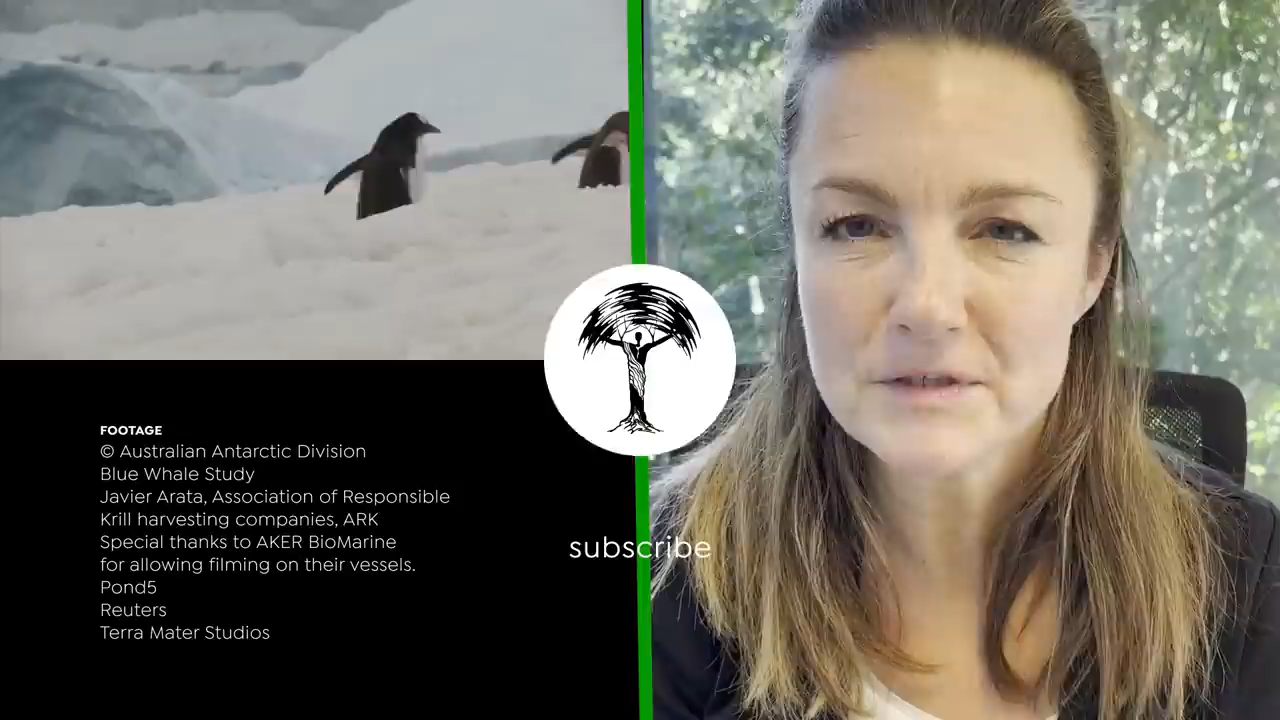 FOOTAGE
© Australian Antarctic Division
Blue Whale Study
Javier Arata, Association of Responsible
Krill harvesting companies, ARK
Special thanks to AKER BioMarine
for allowing filming on their vessels.
Pond5
Reuters
Terra Mater Studios
subscribe